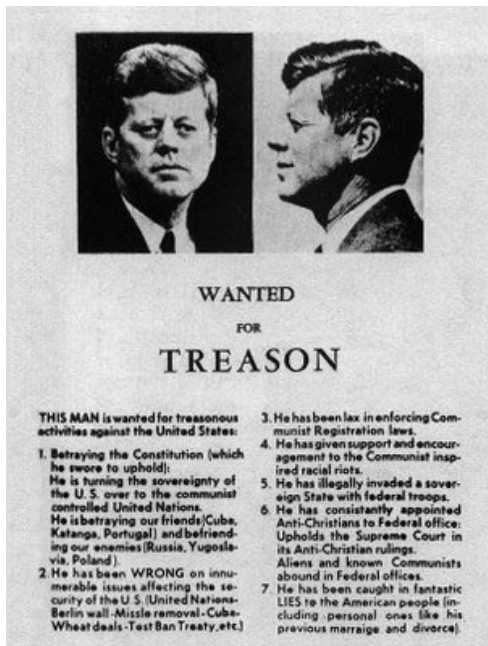 WANTED
FOR
TREASON
THIS MAN is wanted for treasonous
activities against the United States:
1. Betraying the Constitution (which
he swore to uphold):
He is turning the sovereignty of
the U.S. over to the communist
controlled United Nations.
He is betraying our friends (Cuba,
Katanga, Portugal) and befriend-
ing our enemies (Russia, Yugosla-
via, Poland).
2. He has been WRONG on innu-
merable issues affecting the se-
curity of the U.S. (United Nations-
Berlin wall - Missle removal - Cuba-
Wheat deals - Test Ban Treaty, etc.)
3. He has been lax in enforcing Com-
munist Registration laws.
4. He has given support and encour-
agement to the Communist insp-
ired racial riots.
5. He has illegally invaded a sover-
eign State with federal troops.
6. He has consistently appointed
Anti-Christians to Federal office:
Upholds the Supreme Court in
its Anti-Christian rulings.
Aliens and known Communists
abound in Federal offices.
7. He has been caught in fantastic
LIES to the American people (in-
cluding personal ones like his
previous marraige and divorce).